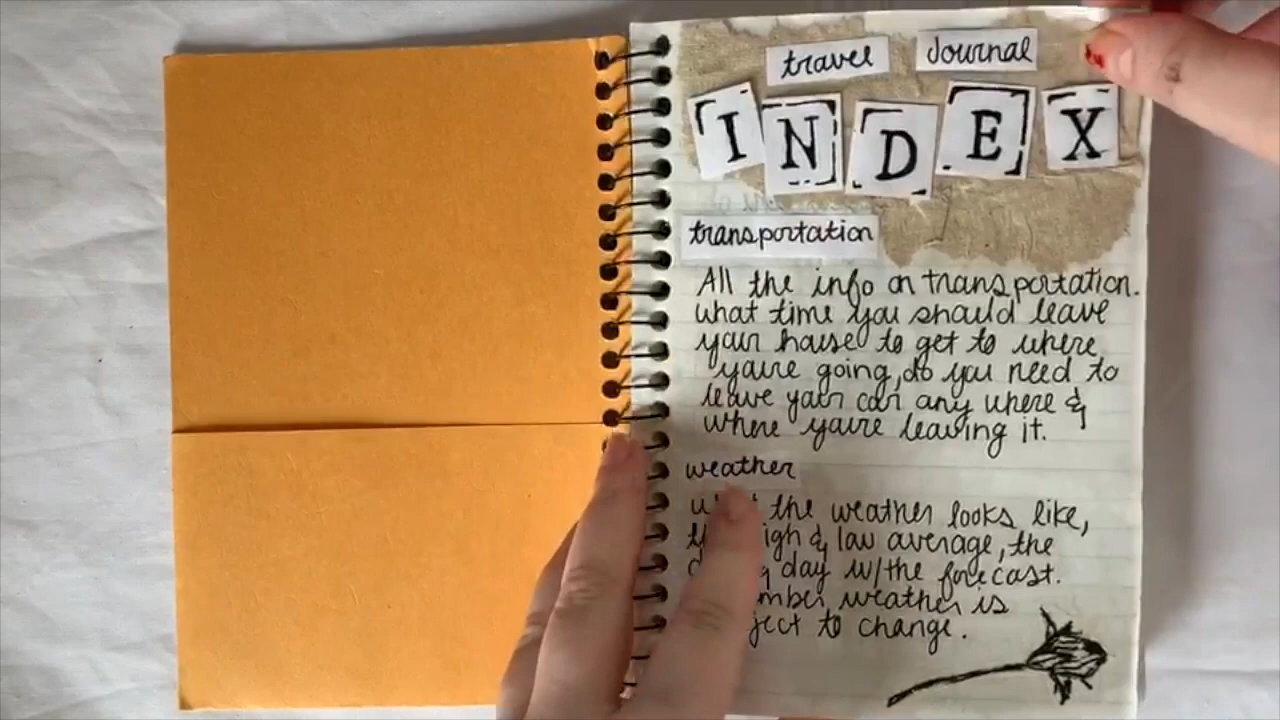 travel Journal
INDEX
transportation
All the info on transportation.
what time you should leave
your house to get to where
you're going, do you need to
leave your car any where &
where you're leaving it.
weather
the weather looks like,
& low average, the
day w/the forecast.
weather is
to change.